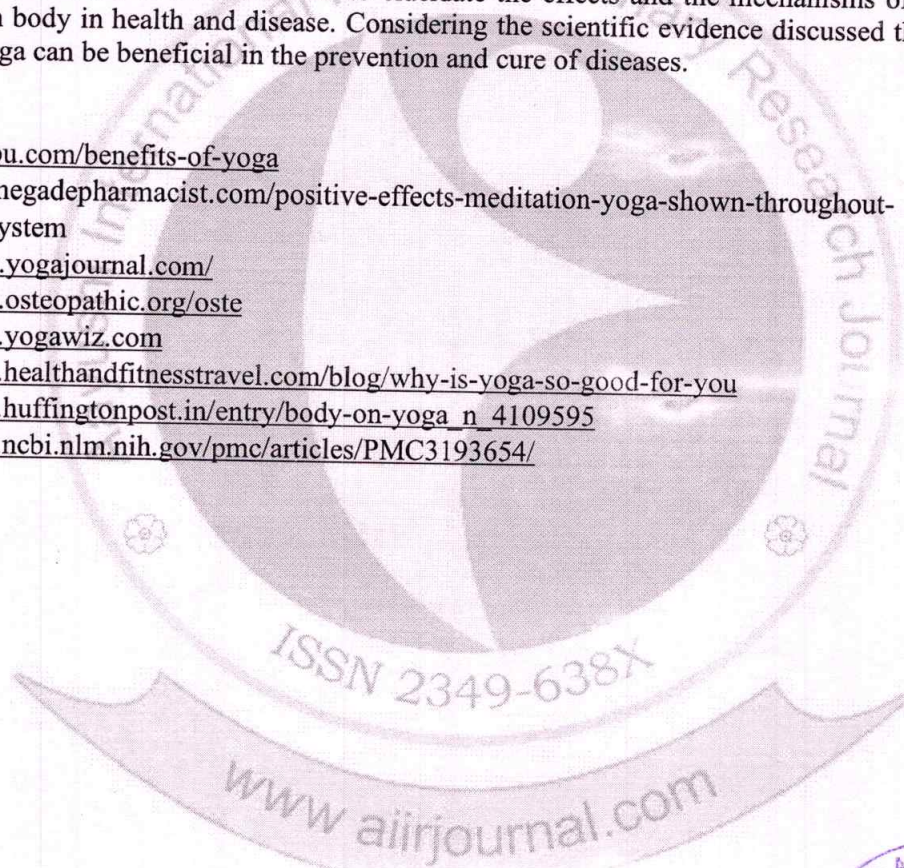 body in health and disease. Considering the scientific evidence discussed
can be beneficial in the prevention and cure of diseases.
ou.com/benefits-of-yoga
negadepharmacist.com/positive-effects-meditation-yoga-shown-throughout-
ystem
.yogajournal.com/
.osteopathic.org/oste
.yogawiz.com
.healthandfitnesstravel.com/blog/why-is-yoga-so-good-for-you
.huffingtonpost.in/entry/body-on-yoga_n_4109595
.ncbi.nlm.nih.gov/pmc/articles/PMC3193654/
International
Research Journal
ISSN 2349-638X
www aiirjournal.com